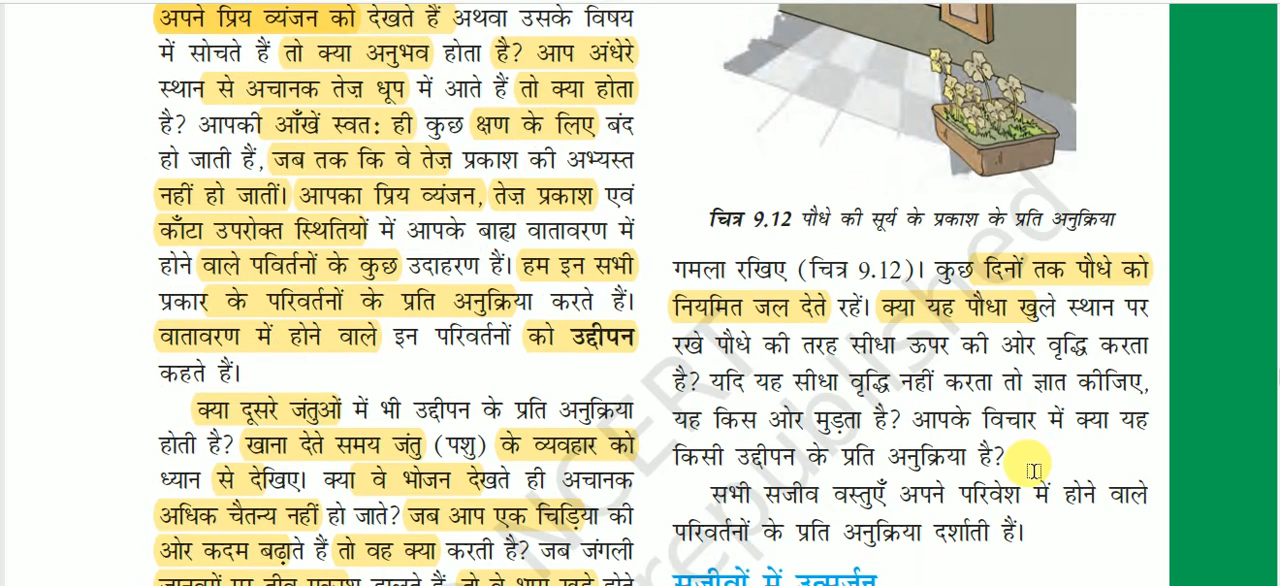 अपने प्रिय व्यंजन को देखते हैं अथवा उसके विषय
में सोचते हैं तो क्या अनुभव होता है? आप अंधेरे
स्थान से अचानक तेज़ धूप में आते हैं तो क्या होता
है? आपकी आँखें स्वत: ही कुछ क्षण के लिए बंद
हो जाती हैं, जब तक कि वे तेज़ प्रकाश की अभ्यस्त
नहीं हो जातीं। आपका प्रिय व्यंजन, तेज़ प्रकाश एवं
काँटा उपरोक्त स्थितियों में आपके बाह्य वातावरण में
होने वाले पविर्तनों के कुछ उदाहरण हैं। हम इन सभी
प्रकार के परिवर्तनों के प्रति अनुक्रिया करते हैं।
वातावरण में होने वाले इन परिवर्तनों को उद्दीपन
कहते हैं।
क्या दूसरे जंतुओं में भी उद्दीपन के प्रति अनुक्रिया
होती है? खाना देते समय जंतु (पशु) के व्यवहार को
ध्यान से देखिए। क्या वे भोजन देखते ही अचानक
अधिक चैतन्य नहीं हो जाते? जब आप एक चिड़िया की
ओर कदम बढ़ाते हैं तो वह क्या करती है? जब जंगली
चित्र 9.12 पौधे की सूर्य के प्रकाश के प्रति अनुक्रिया
गमला रखिए (चित्र 9.12)। कुछ दिनों तक पौधे को
नियमित जल देते रहें। क्या यह पौधा खुले स्थान पर
रखे पौधे की तरह सीधा ऊपर की ओर वृद्धि करता
है? यदि यह सीधा वृद्धि नहीं करता तो ज्ञात कीजिए,
यह किस ओर मुड़ता है? आपके विचार में क्या यह
किसी उद्दीपन के प्रति अनुक्रिया है?
सभी सजीव वस्तुएँ अपने परिवेश में होने वाले
परिवर्तनों के प्रति अनुक्रिया दर्शाती हैं।
सजीवों में उत्सर्जन
NCERT
republished